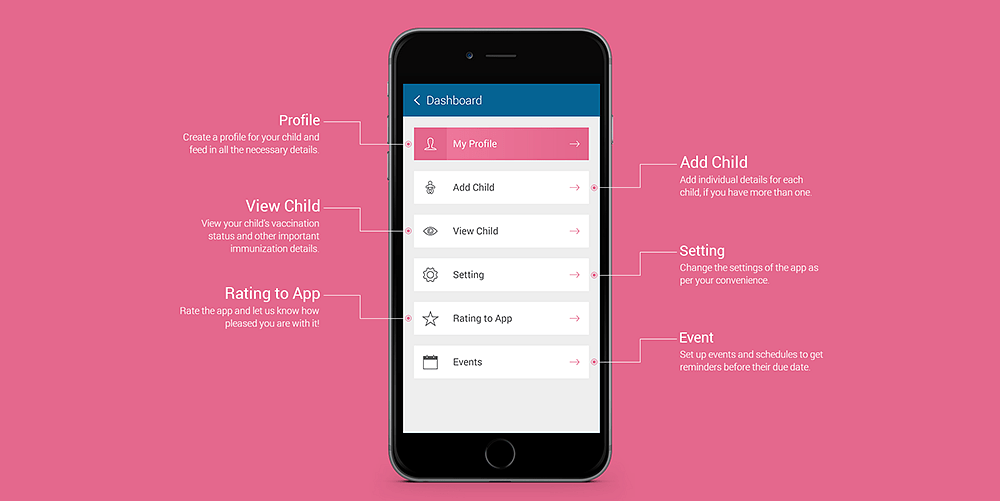 Profile
Create a profile for your child and
feed in all the necessary details.
View Child
View your child's vaccination
status and other important
immunization details.
Rating to App
Rate the app and let us know how
pleased you are with it!
Dashboard
My Profile
Add Child
View Child
Setting
Rating to App
Events
Add Child
Add individual details for each
child, if you have more than one.
Setting
Change the settings of the app as
per your convenience.
Event
Set up events and schedules to get
reminders before their due date.